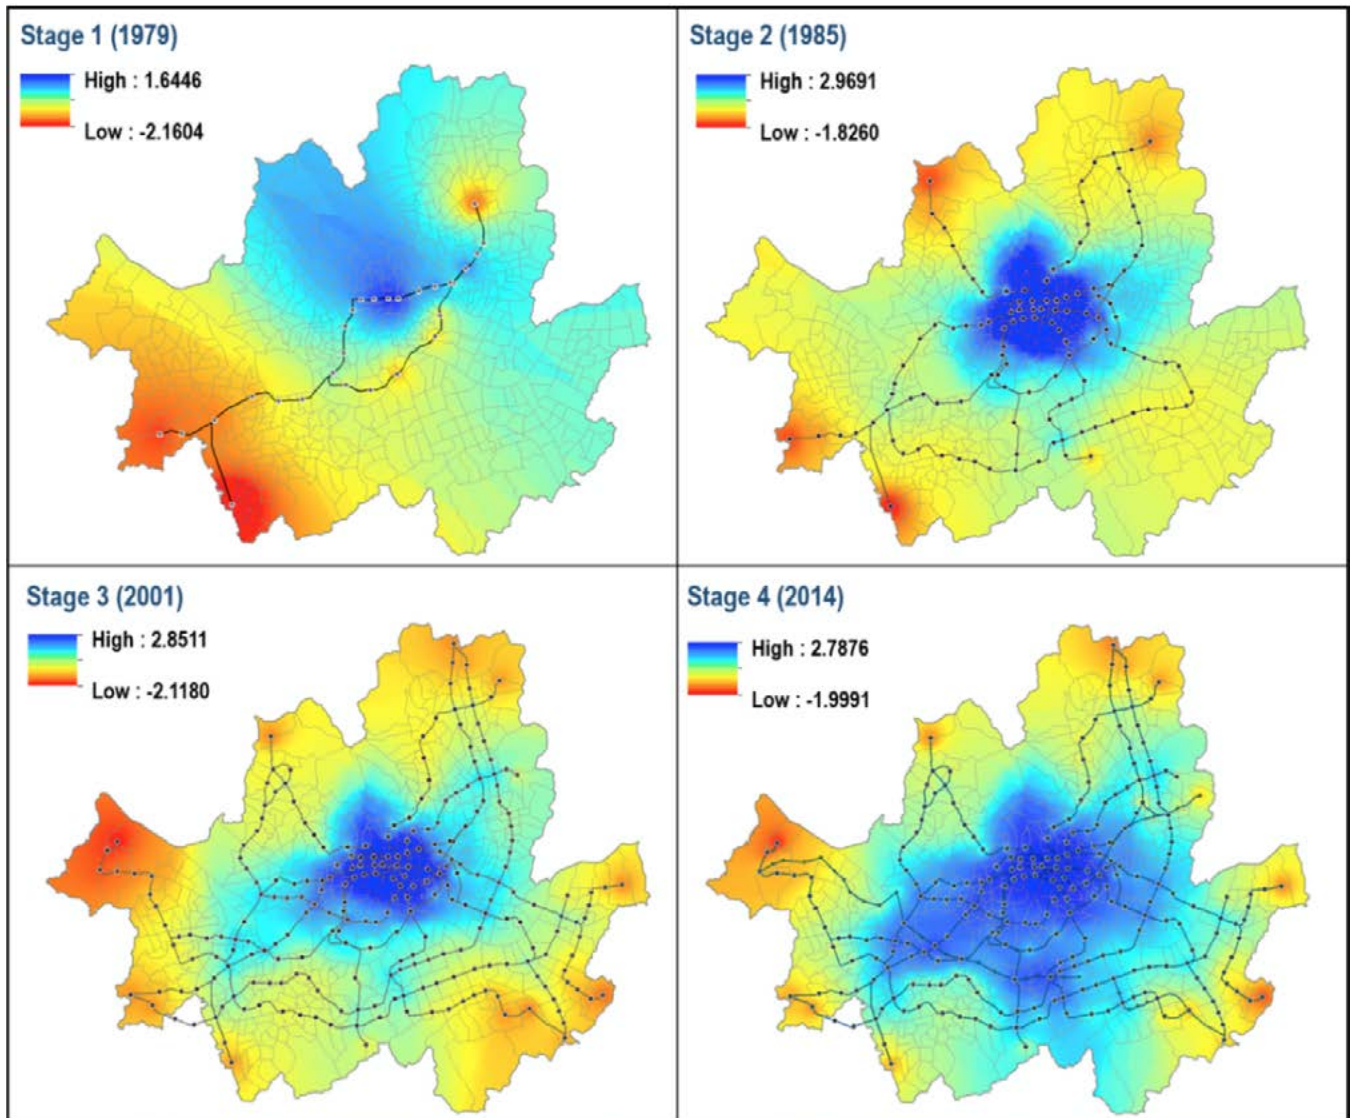 Stage 1 (1979)
High : 1.6446
Low : -2.1604
Stage 2 (1985)
High : 2.9691
Low : -1.8260
Stage 3 (2001)
High : 2.8511
Low : -2.1180
Stage 4 (2014)
High : 2.7876
Low : -1.9991